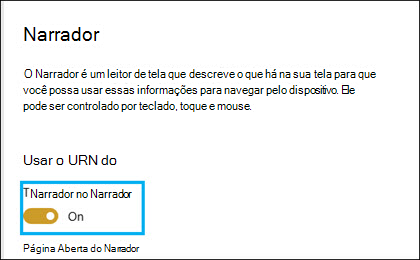 Narrador
O Narrador é um leitor de tela que descreve o que há na sua tela para que
você possa usar essas informações para navegar pelo dispositivo. Ele
pode ser controlado por teclado, toque e mouse.
Usar o URN do
TNarrador no Narrador
On
Página Aberta do Narrador